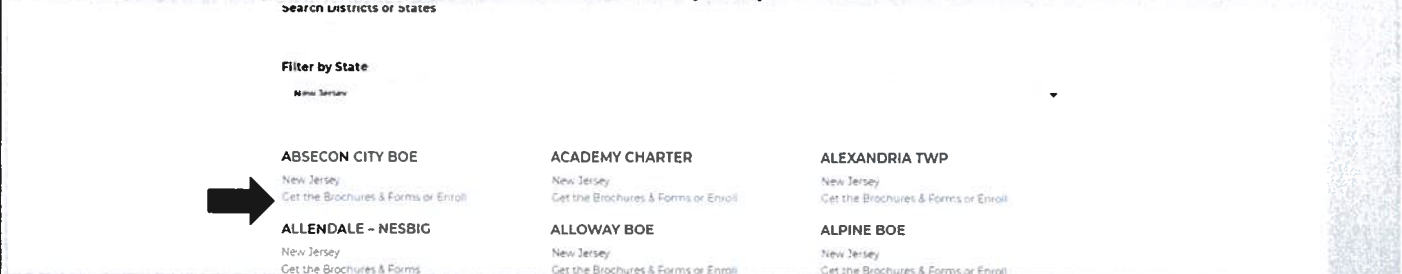 Search Districts or States
Filter by State
New Jersey
ABSECON CITY BOE
New Jersey
Get the Brochures & Forms or Enroll
ACADEMY CHARTER
New Jersey
Get the Brochures & Forms or Enroll
ALEXANDRIA TWP
New Jersey
Get the Brochures & Forms or Enroll
ALLENDALE - NESBIG
New Jersey
Get the Brochures & Forms
ALLOWAY BOE
New Jersey
Get the Brochures & Forms or Enroll
ALPINE BOE
New Jersey
Get the Brochures & Forms or Enroll